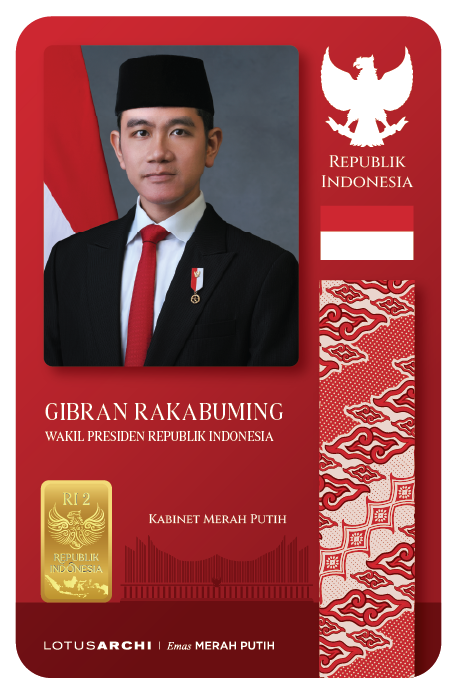 REPUBLIK
INDONESIA
GIBRAN RAKABUMING
WAKIL PRESIDEN REPUBLIK INDONESIA
RI 2
REPUBLIK
INDONESIA
KABINET MERAH PUTIH
LOTUSARCHI | Emas MERAH PUTIH